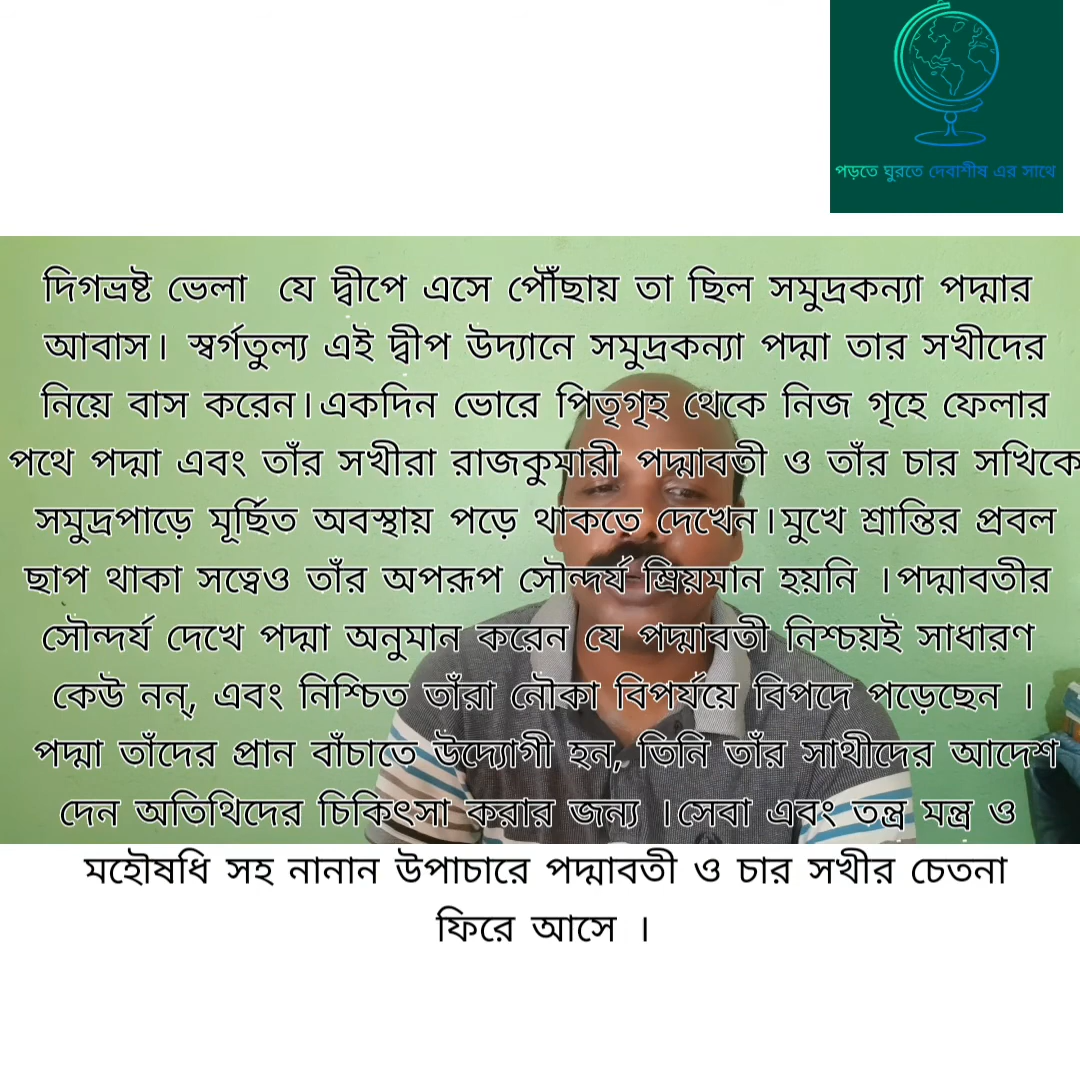 পড়তে ঘুরতে দেবাশীষ এর সাথে
দিগভ্রষ্ট ভেলা যে দ্বীপে এসে পৌঁছায় তা ছিল সমুদ্রকন্যা পদ্মার
আবাস। স্বর্গতুল্য এই দ্বীপ উদ্যানে সমুদ্রকন্যা পদ্মা তার সখীদের
নিয়ে বাস করেন।একদিন ভোরে পিতৃগৃহ থেকে নিজ গৃহে ফেলার
পথে পদ্মা এবং তাঁর সখীরা রাজকুমারী পদ্মাবতী ও তাঁর চার সখিকে
সমুদ্রপাড়ে মূর্ছিত অবস্থায় পড়ে থাকতে দেখেন।মুখে শ্রান্তির প্রবল
ছাপ থাকা সত্বেও তাঁর অপরূপ সৌন্দর্য ম্রিয়মান হয়নি ।পদ্মাবতীর
সৌন্দর্য দেখে পদ্মা অনুমান করেন যে পদ্মাবতী নিশ্চয়ই সাধারণ
কেউ নন্, এবং নিশ্চিত তাঁরা নৌকা বিপর্যয়ে বিপদে পড়েছেন ।
পদ্মা তাঁদের প্রান বাঁচাতে উদ্যোগী হন, তিনি তাঁর সাথীদের আদেশ
দেন অতিথিদের চিকিৎসা করার জন্য ।সেবা এবং তন্ত্র মন্ত্র ও
মহৌষধি সহ নানান উপাচারে পদ্মাবতী ও চার সখীর চেতনা
ফিরে আসে ।